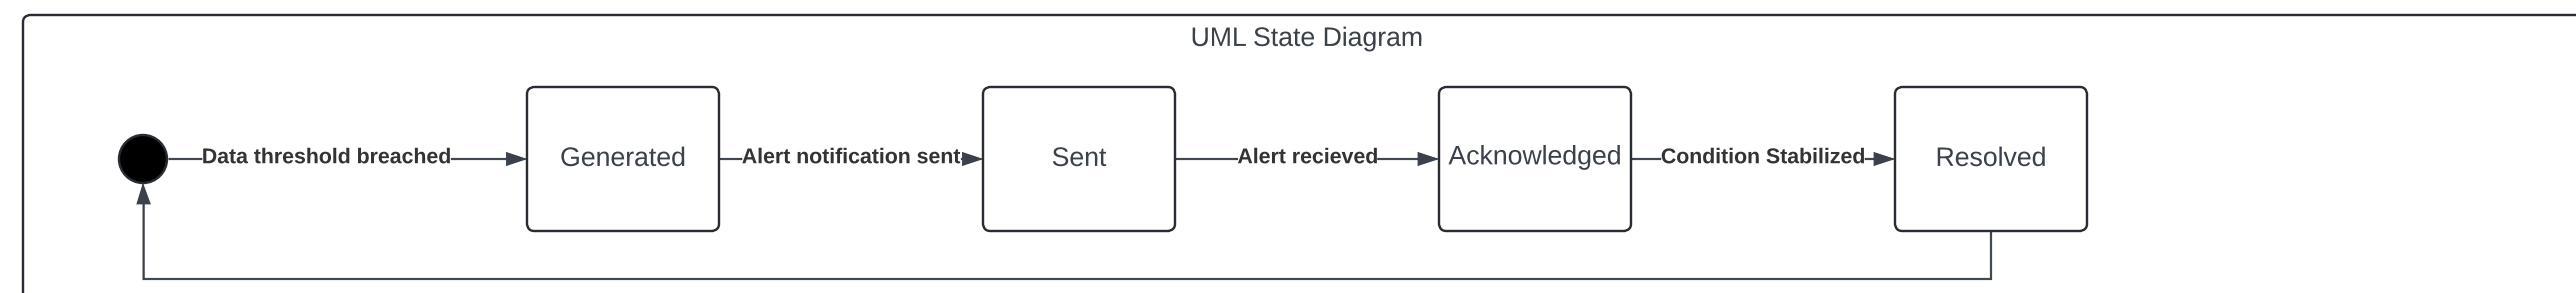 UML State Diagram
Data threshold breached
Generated
Alert notification sent
Sent
Alert recieved
Acknowledged
Condition Stabilized
Resolved